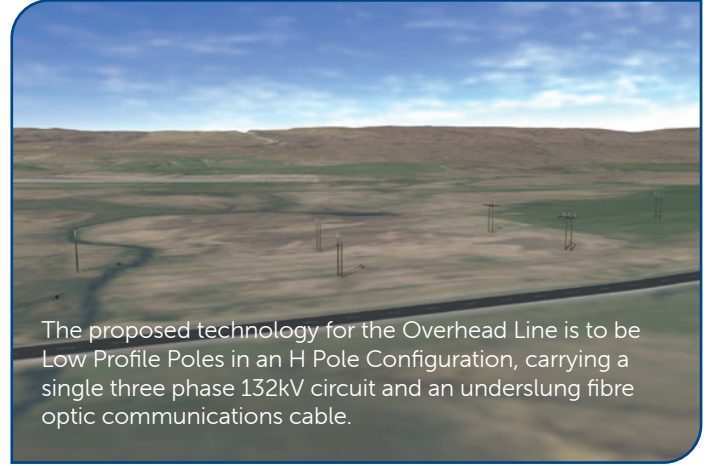 The proposed technology for the Overhead Line is to be
Low Profile Poles in an H Pole Configuration, carrying a
single three phase 132kV circuit and an underslung fibre
optic communications cable.